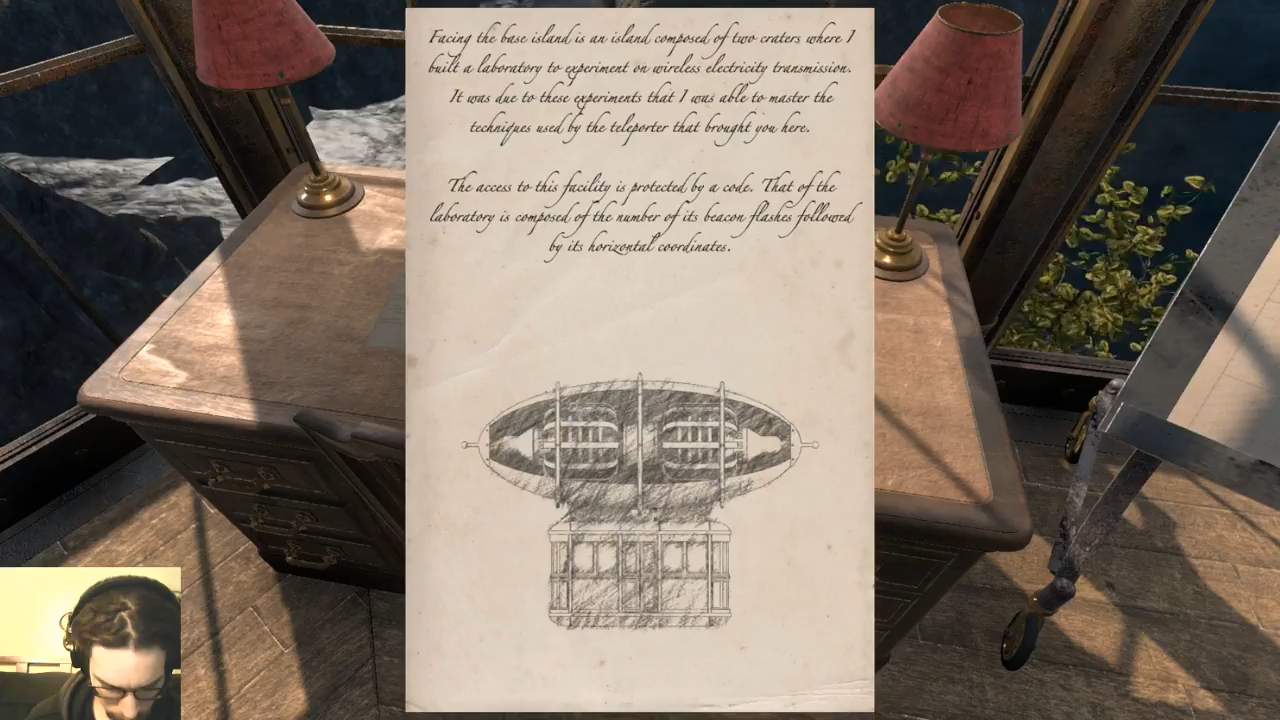 Facing the base island is an island composed of two craters where I
built a laboratory to experiment on wireless electricity transmission.
It was due to these experiments that I was able to master the
techniques used by the teleporter that brought you here.
The access to this facility is protected by a code. That of the
laboratory is composed of the number of its beacon flashes followed
by its horizontal coordinates.